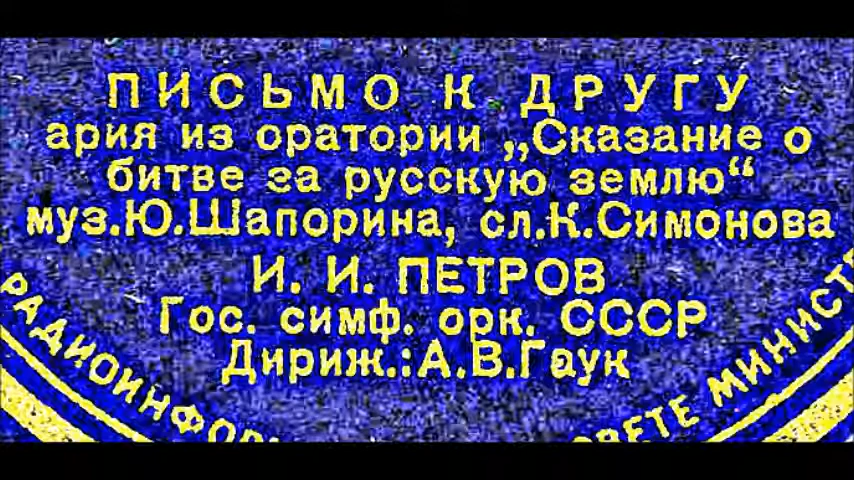 ПИСЬМО К ДРУГУ
ария из оратории „Сказание о
битве за русскую землю“
муз.Ю.Шапорина, сл.К.Симонова
И. И. ПЕТРОВ
Гос. симф. орк. СССР
Дириж.: А.В.Гаук